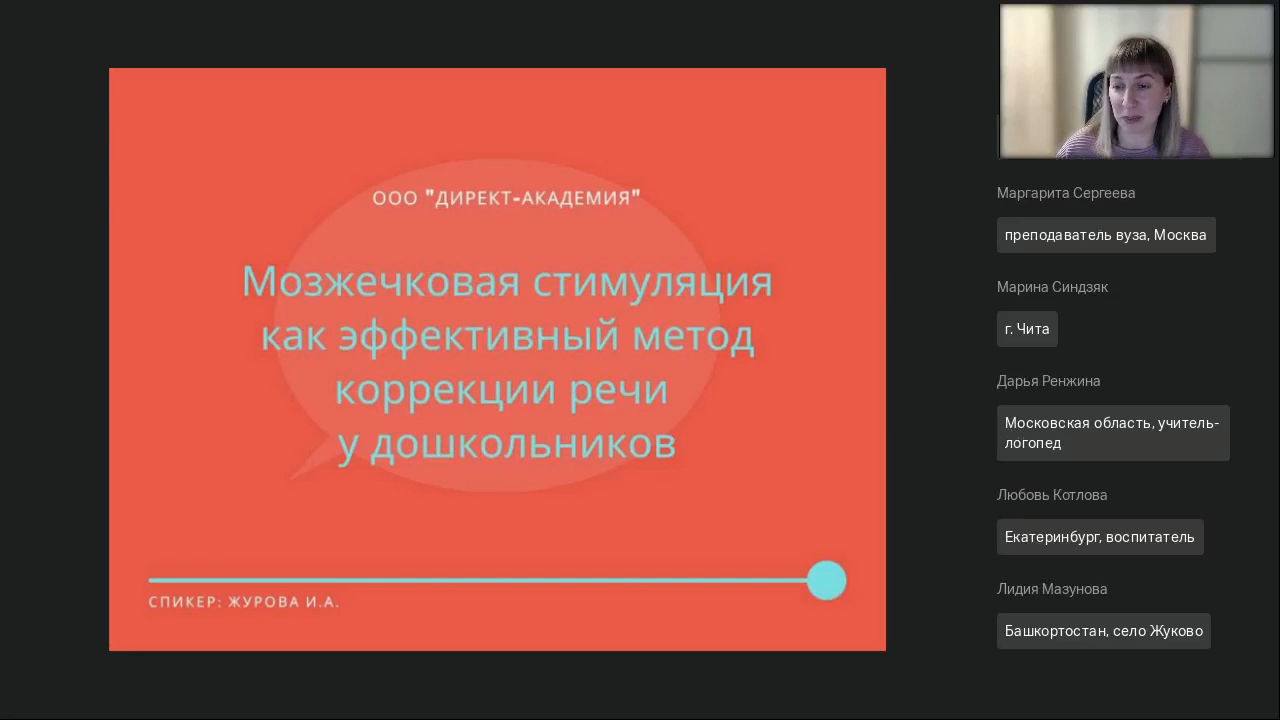 ООО "ДИРЕКТ-АКАДЕМИЯ"
Мозжечковая стимуляция
как эффективный метод
коррекции речи
у дошкольников
СПИКЕР: ЖУРОВА И.А.
Маргарита Сергеева
преподаватель вуза, Москва
Марина Синдзяк
г. Чита
Дарья Ренжина
Московская область, учитель-
логопед
Любовь Котлова
Екатеринбург, воспитатель
Лидия Мазунова
Башкортостан, село Жуково